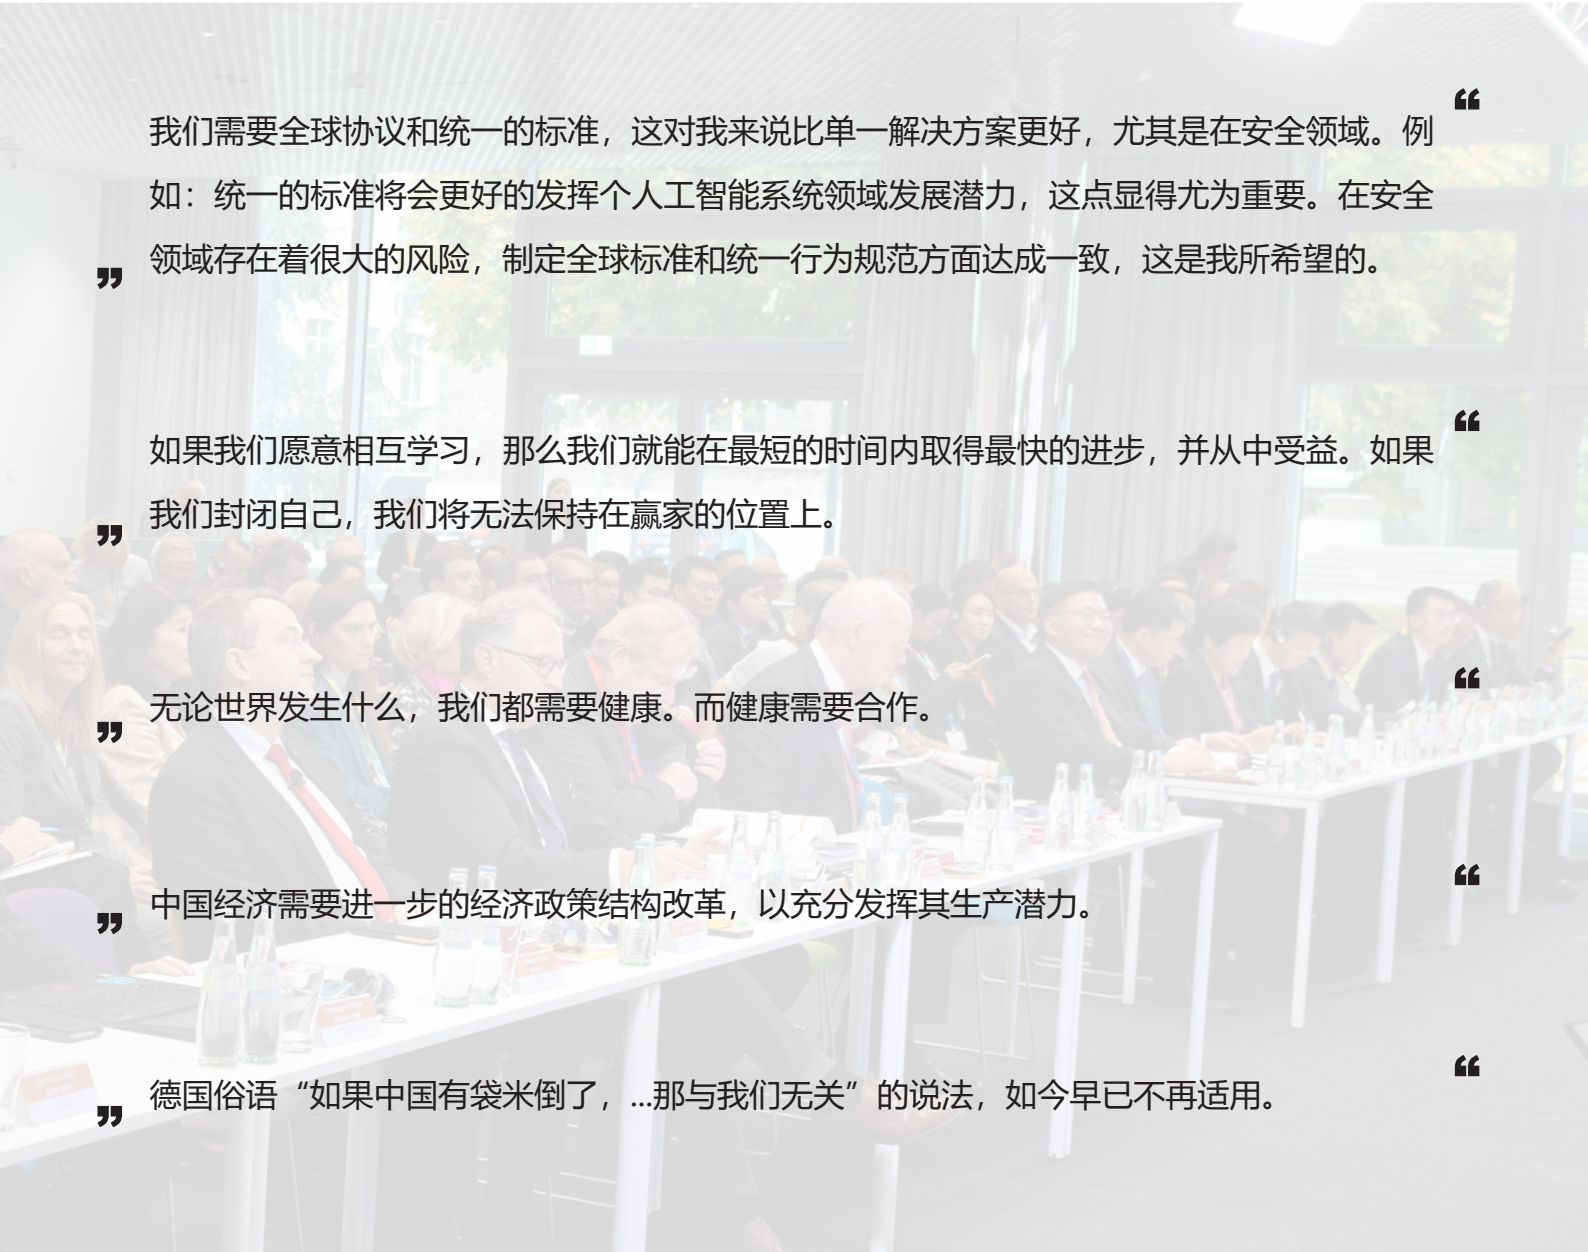 我们需要全球协议和统一的标准，这对我来说比单一解决方案更好，尤其是在安全领域。例
如：统一的标准将会更好的发挥个人工智能系统领域发展潜力，这点显得尤为重要。在安全
领域存在着很大的风险，制定全球标准和统一行为规范方面达成一致，这是我所希望的。
如果我们愿意相互学习，那么我们就能在最短的时间内取得最快的进步，并从中受益。如果
我们封闭自己，我们将无法保持在赢家的位置上。
无论世界发生什么，我们都需要健康。而健康需要合作。
中国经济需要进一步的经济政策结构改革，以充分发挥其生产潜力。
德国俗语“如果中国有袋米倒了，...那与我们无关”的说法，如今早已不再适用。